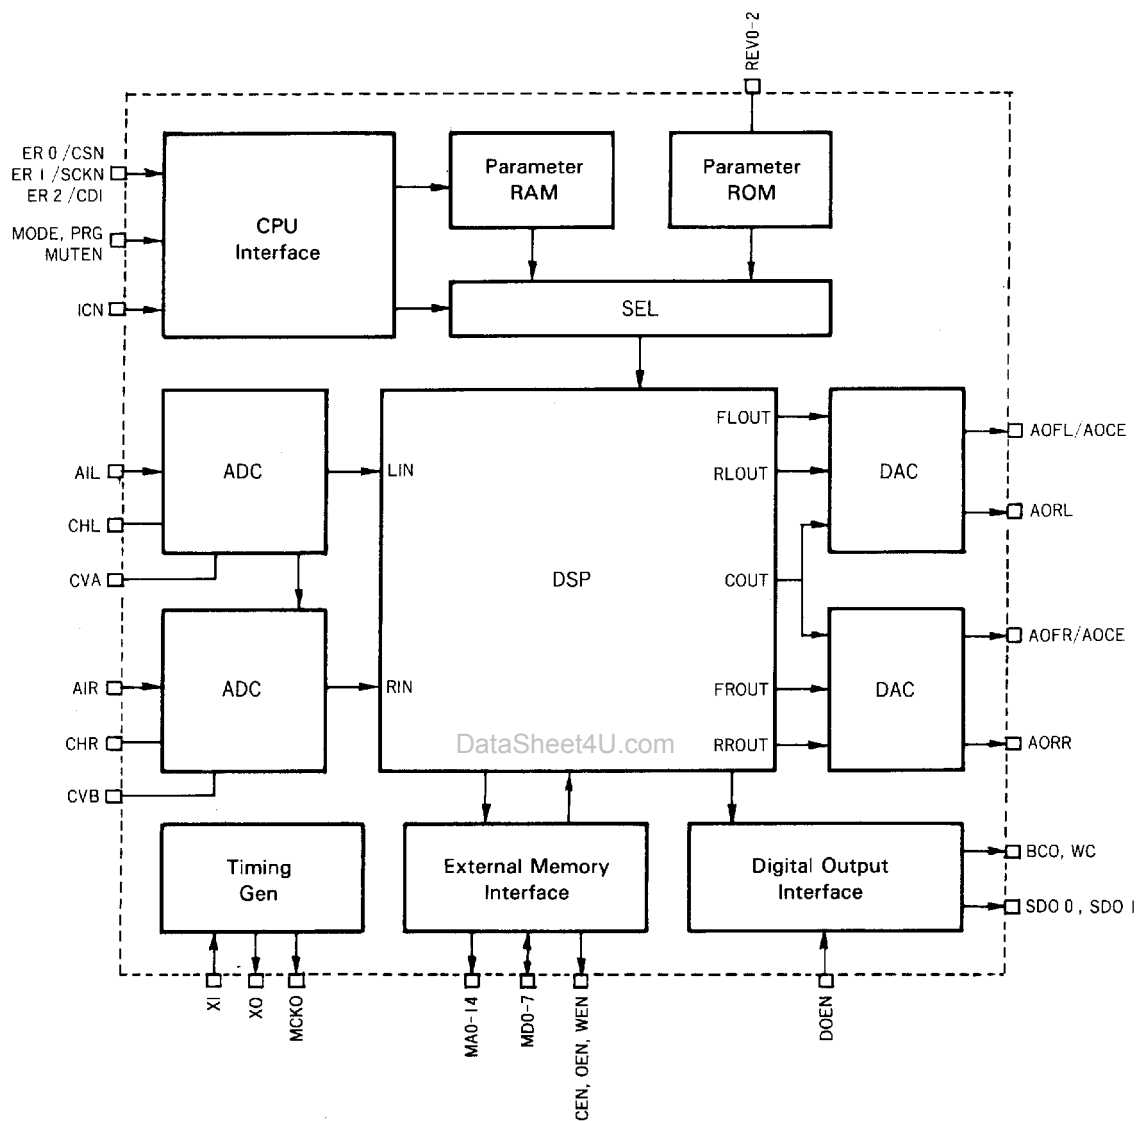 REV0-2
ER 0 /CSN
ER 1 /SCKN
ER 2 /CDI
MODE, PRG
MUTEN
ICN
CPU
Interface
Parameter
RAM
Parameter
ROM
SEL
AIL
CHL
CVA
ADC
LIN
AIR
CHR
CVB
ADC
RIN
DSP
FLOUT
RLOUT
COUT
FROUT
RROUT
DAC
DAC
AOFL/AOCE
AORL
AOFR/AOCE
AORR
DataSheet4U.com
Timing
Gen
External Memory
Interface
Digital Output
Interface
BCO, WC
SDO 0, SDO 1
XI
XO
MCKO
MA0-14
MD0-7
CEN, OEN, WEN
DOEN